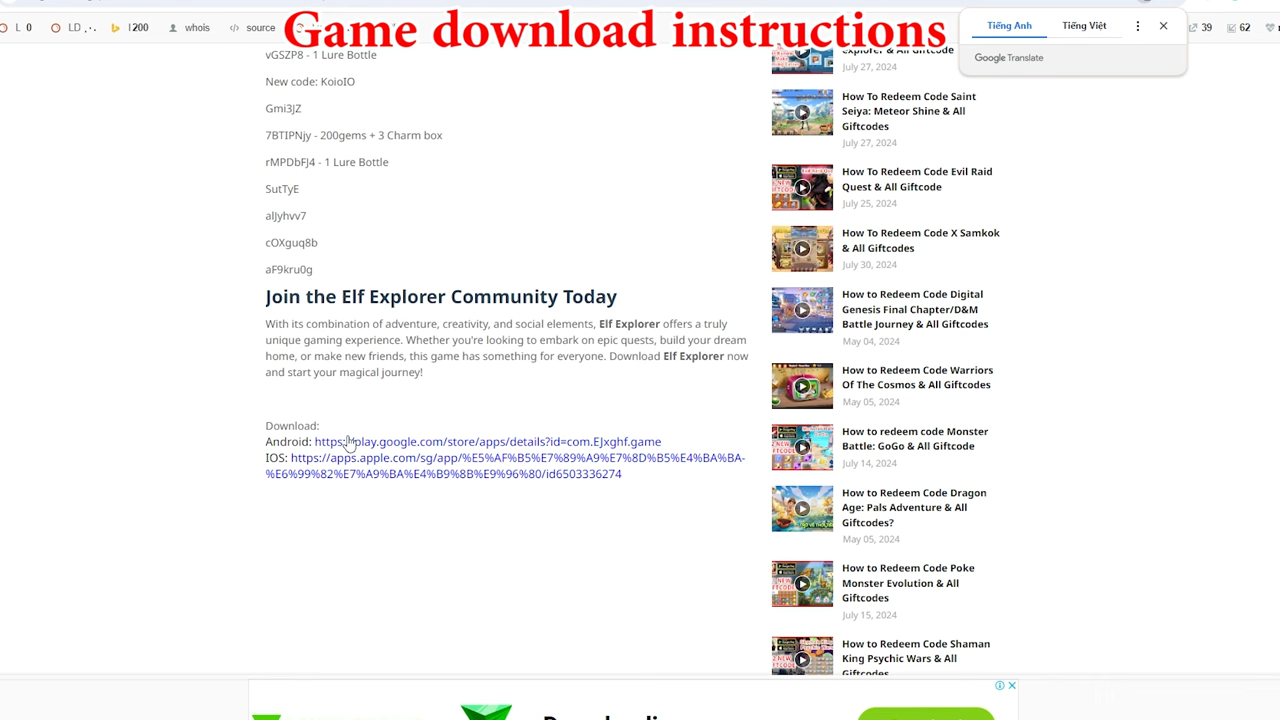 Game download instructions
L 0
LD
200
whois
source
Tiếng Anh
Tiếng Việt
39
62
Google Translate
vGSZP8 - 1 Lure Bottle
New code: KoioIO
Gmi3JZ
7BTIPNjy - 200gems + 3 Charm box
rMPDbFJ4 - 1 Lure Bottle
SutTyE
cOXguq8b
aF9kru0g
Join the Elf Explorer Community Today
With its combination of adventure, creativity, and social elements, Elf Explorer offers a truly
unique gaming experience. Whether you're looking to embark on epic quests, build your dream
home, or make new friends, this game has something for everyone. Download Elf Explorer now
and start your magical journey!
Download:
Android: https://play.google.com/store/apps/details?id=com.EJxghf.game
IOS: https://apps.apple.com/sg/app/%E5%AF%B5%E7%89%A9%E7%8D%B5%E4%BA%BA-
%E6%99%82%E7%A9%BA%E4%B9%8B%E9%96%80/id6503336274
Explorer & All Giftcode
July 27, 2024
How To Redeem Code Saint
Seiya: Meteor Shine & All
Giftcodes
July 27, 2024
How To Redeem Code Evil Raid
Quest & All Giftcode
July 25, 2024
How To Redeem Code X Samkok
& All Giftcodes
July 30, 2024
How to Redeem Code Digital
Genesis Final Chapter/D&M
Battle Journey & All Giftcodes
May 04, 2024
How to Redeem Code Warriors
Of The Cosmos & All Giftcodes
May 05, 2024
How to redeem Code Monster
Battle: GoGo & All Giftcode
July 14, 2024
How to Redeem Code Dragon
Age: Pals Adventure & All
Giftcodes?
May 05, 2024
How to Redeem Code Poke
Monster Evolution & All
Giftcodes
July 15, 2024
How to Redeem Code Shaman
King Psychic Wars & All
Giftcodes